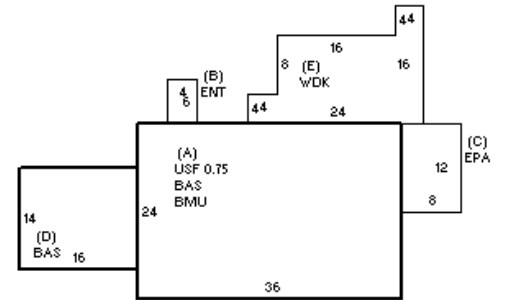 44
16
8
(E)
WDK
16
(B)
ENT
4
6
44
24
(A)
USF 0.75
BAS
BMU
(C)
EPA
12
8
14
24
(D)
BAS
16
36